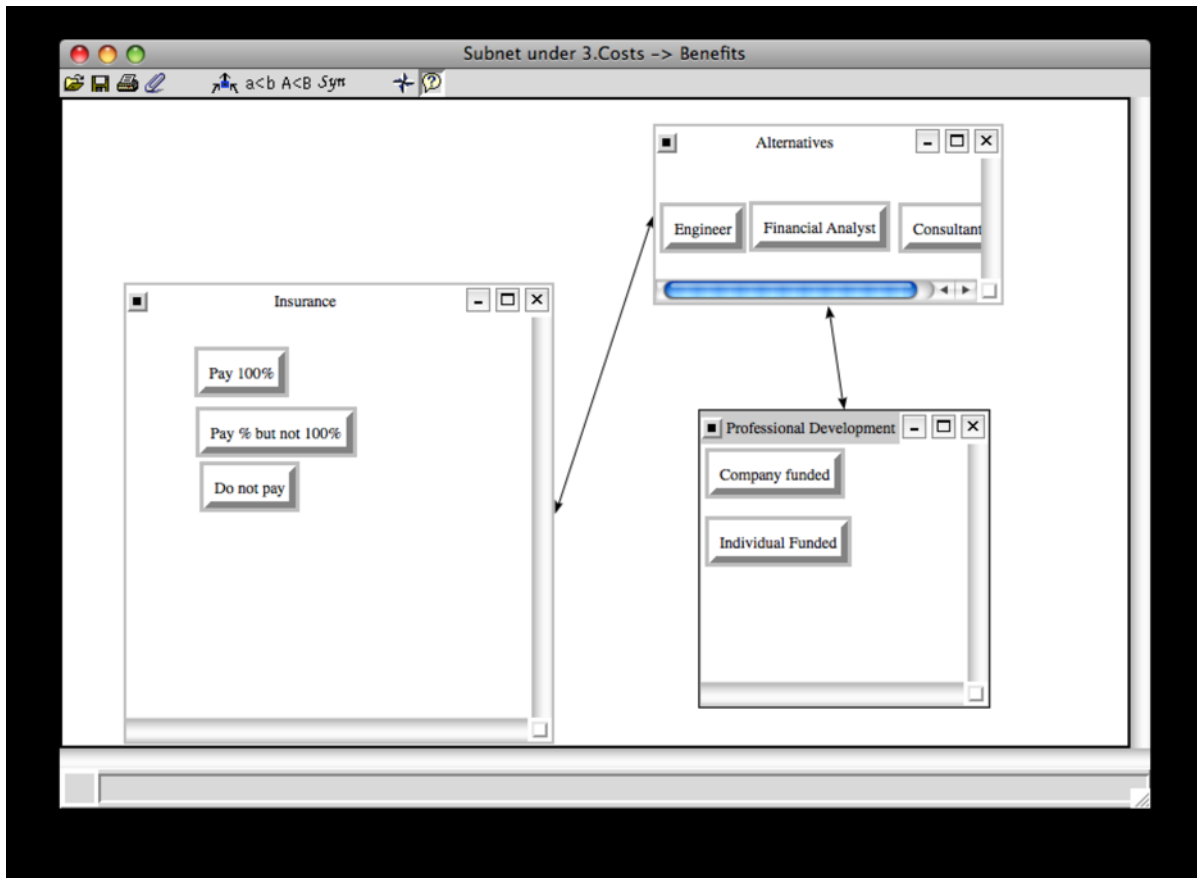 Subnet under 3.Costs -> Benefits
a<b A<B Syn
Alternatives
Engineer
Financial Analyst
Consultant
Insurance
Pay 100%
Pay % but not 100%
Do not pay
Professional Development
Company funded
Individual Funded